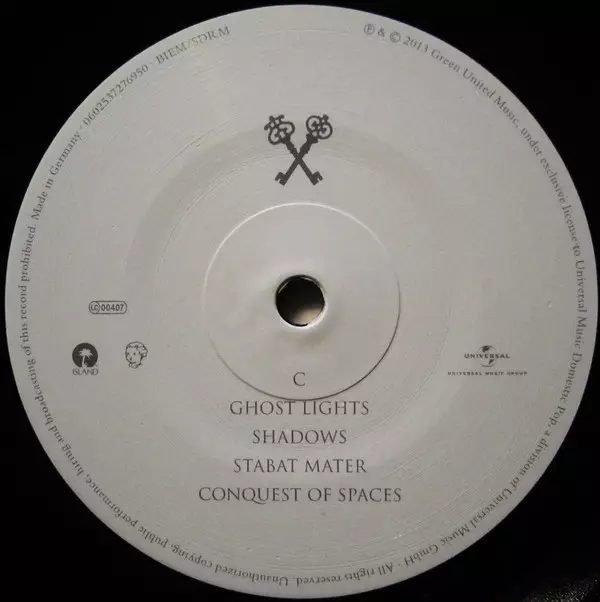 ℗ & © 2013 Green United Music, under exclusive license to Universal Music Domestic Pop, a division of Universal Music GmbH · All rights reserved. Unauthorized copying, public performance, hiring and broadcasting of this record prohibited. Made in Germany · 0602537276950 · BIEM/SDRM
LC 00407
ISLAND
UNIVERSAL
UNIVERSAL MUSIC GROUP
C
GHOST LIGHTS
SHADOWS
STABAT MATER
CONQUEST OF SPACES